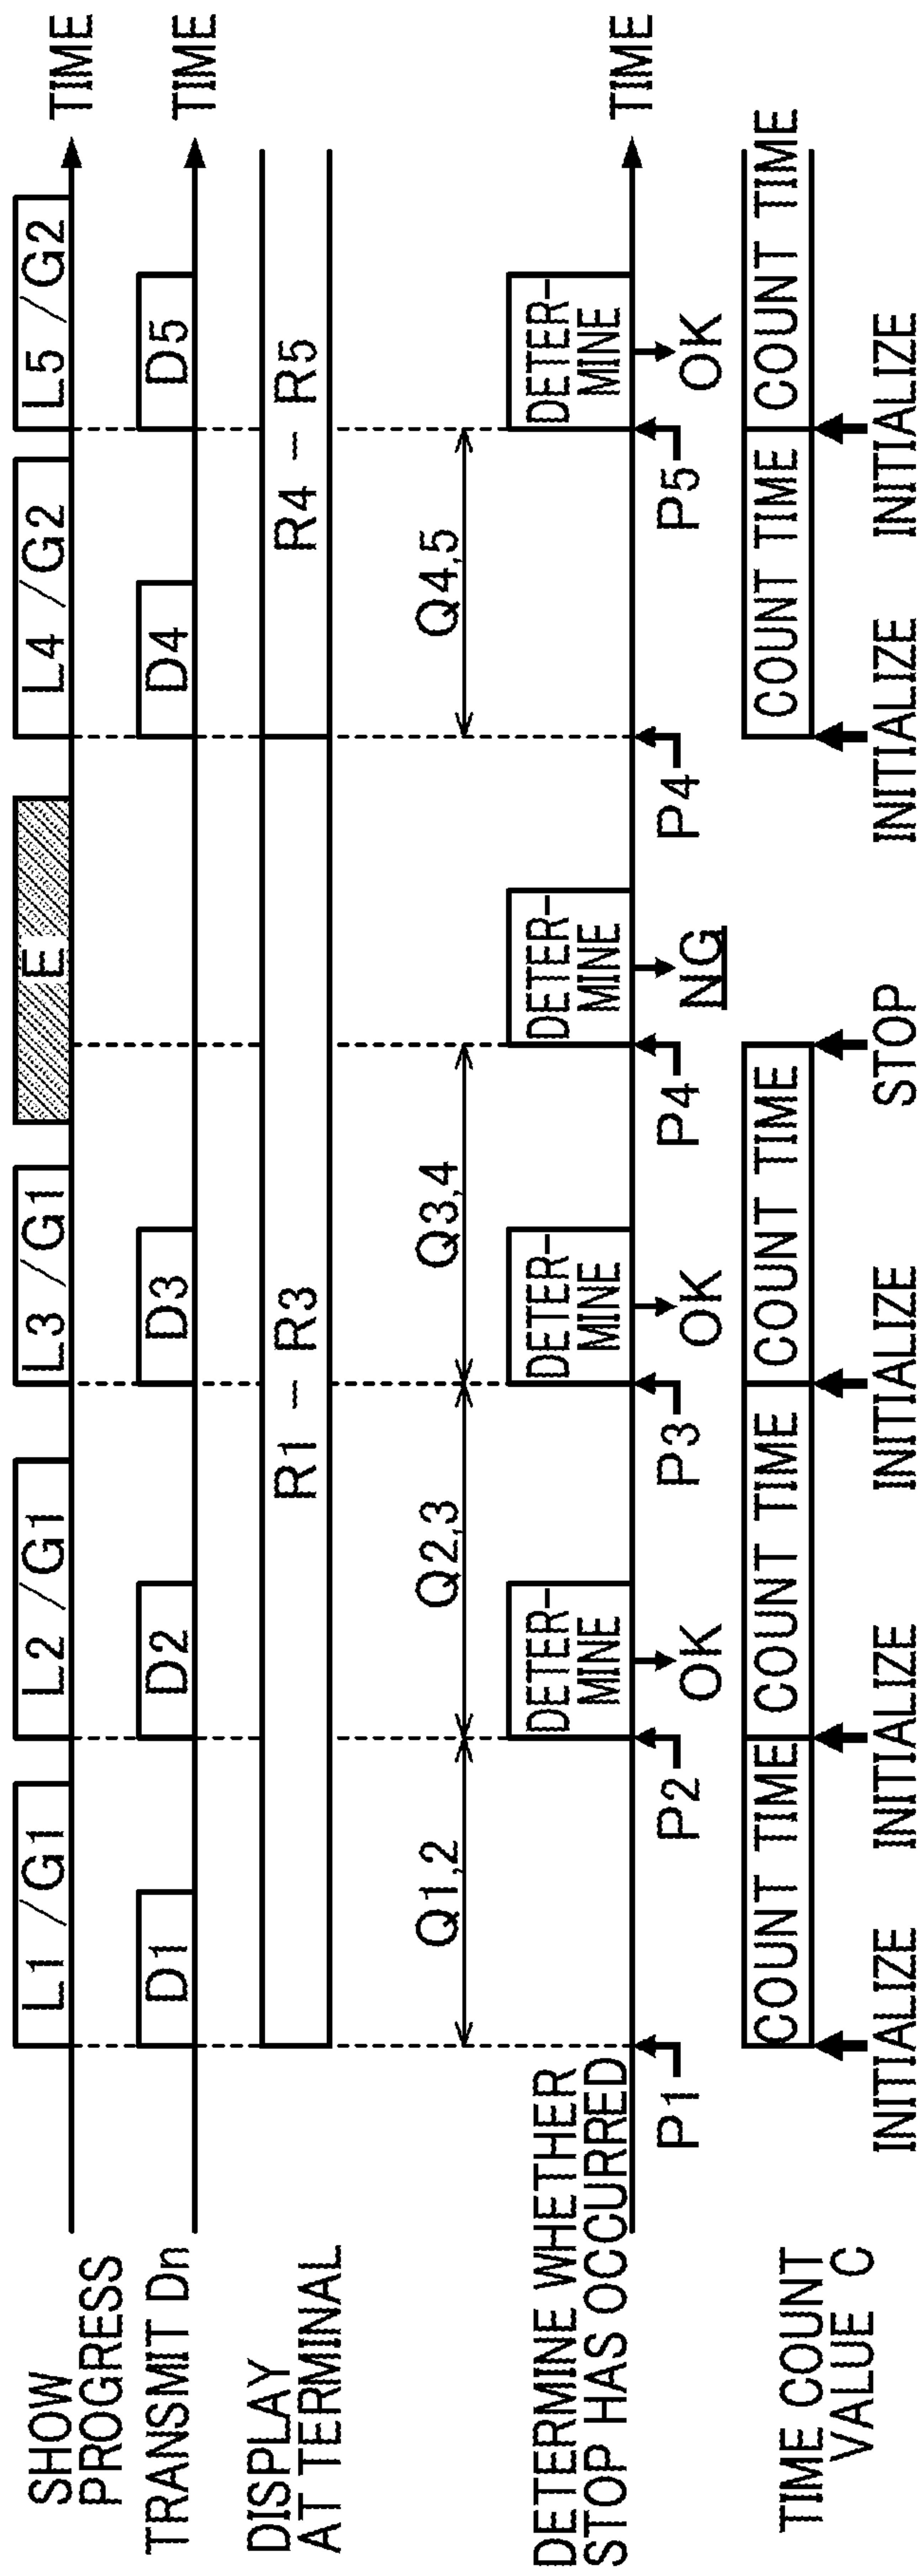 SHOW
PROGRESS
L1 /G1
L2 /G1
L3 /G1
E
L4 /G2
L5 /G2
TIME
TRANSMIT Dn
D1
D2
D3
D4
D5
TIME
DISPLAY
AT TERMINAL
R1 – R3
R4 – R5
Q1,2
Q2,3
Q3,4
Q4,5
DETERMINE WHETHER
STOP HAS OCCURRED
DETER–
MINE
DETER–
MINE
DETER–
MINE
DETER–
MINE
TIME
P1
P2
OK
P3
OK
P4
NG
P4
P5
OK
TIME COUNT
VALUE C
COUNT TIME
COUNT TIME
COUNT TIME
COUNT TIME
COUNT TIME
INITIALIZE
INITIALIZE
INITIALIZE
STOP
INITIALIZE
INITIALIZE